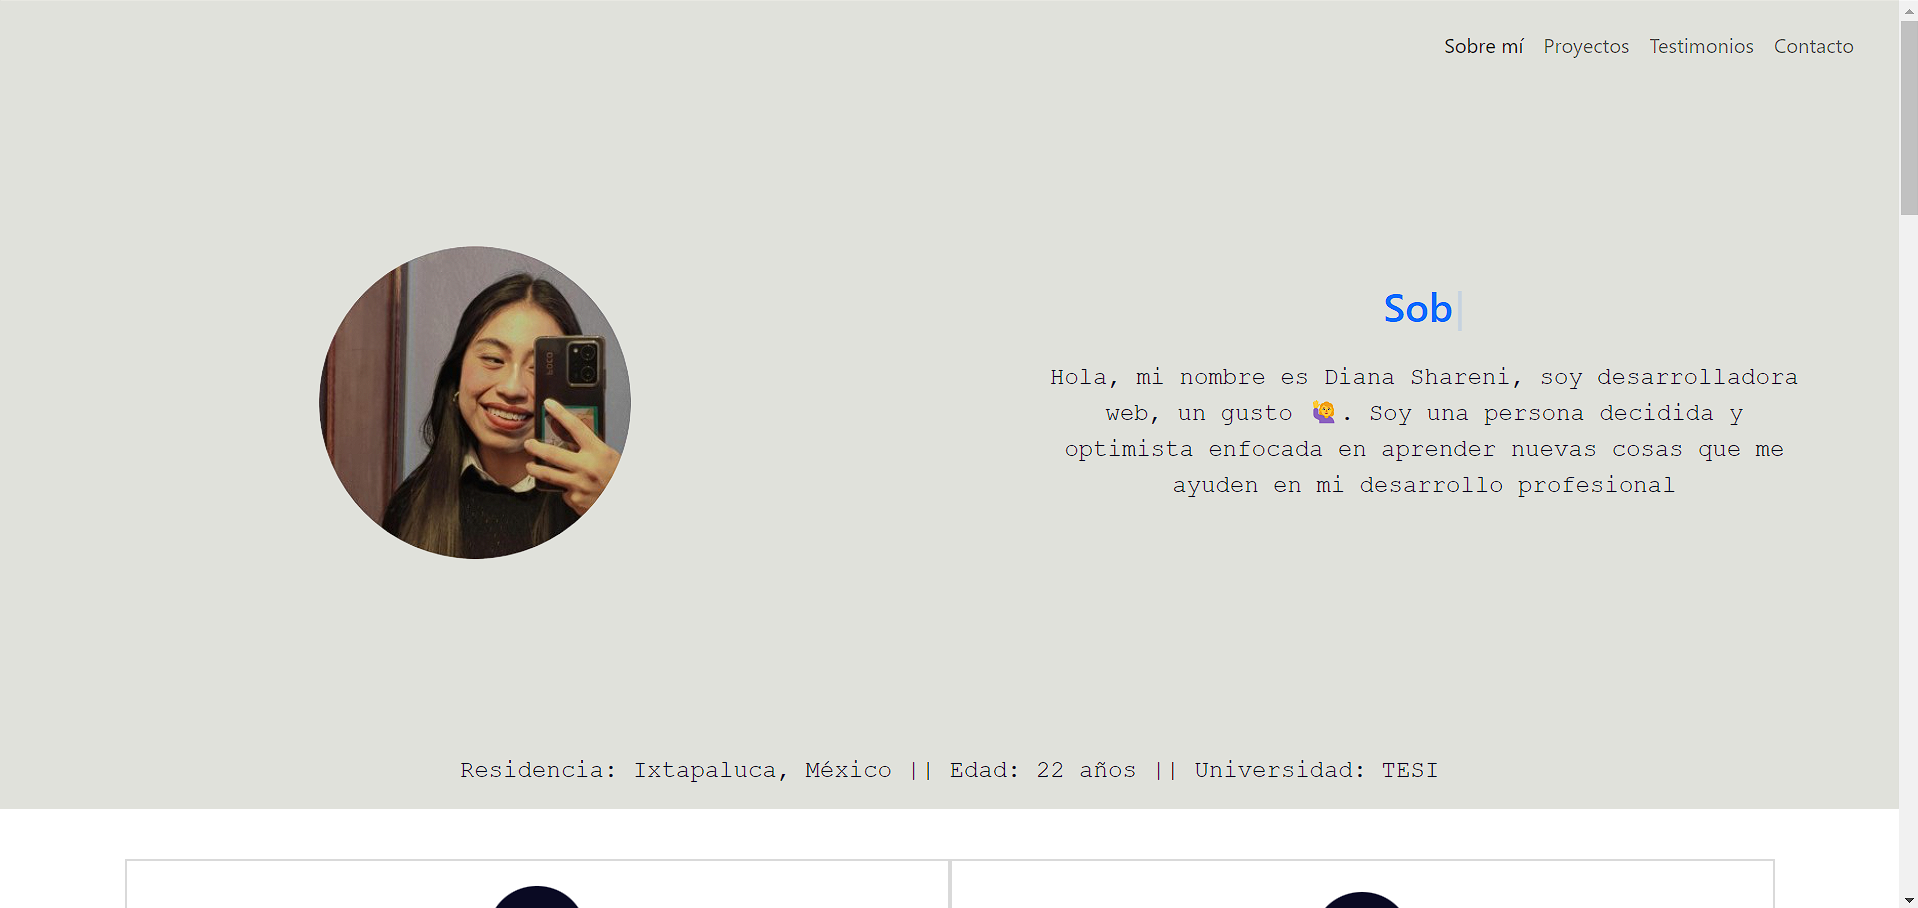 Sobre mí Proyectos Testimonios Contacto
Sob
Hola, mi nombre es Diana Shareni, soy desarrolladora
web, un gusto 🙋. Soy una persona decidida y
optimista enfocada en aprender nuevas cosas que me
ayuden en mi desarrollo profesional
POCO
Residencia: Ixtapaluca, México || Edad: 22 años || Universidad: TESI